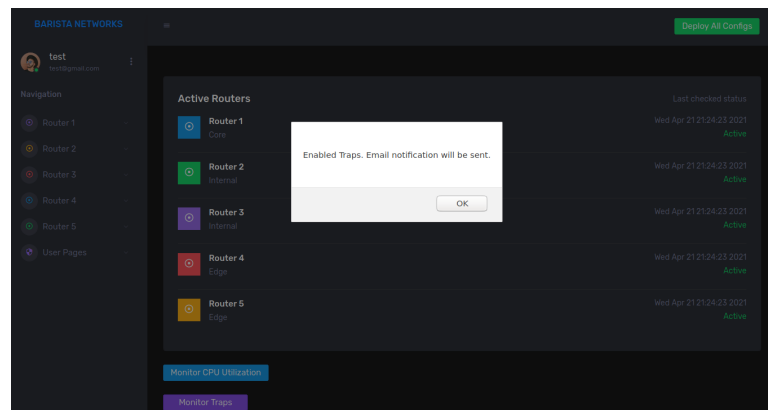 BARISTA NETWORKS
Deploy All Configs
test
test@gmail.com
Navigation
Router 1
Router 2
Router 3
Router 4
Router 5
User Pages
Active Routers
Last checked status
Router 1
Core
Wed Apr 21 21:24:23 2021
Active
Router 2
Internal
Wed Apr 21 21:24:23 2021
Active
Router 3
Internal
Wed Apr 21 21:24:23 2021
Active
Router 4
Edge
Wed Apr 21 21:24:23 2021
Active
Router 5
Edge
Wed Apr 21 21:24:23 2021
Active
Enabled Traps. Email notification will be sent.
OK
Monitor CPU Utilization
Monitor Traps